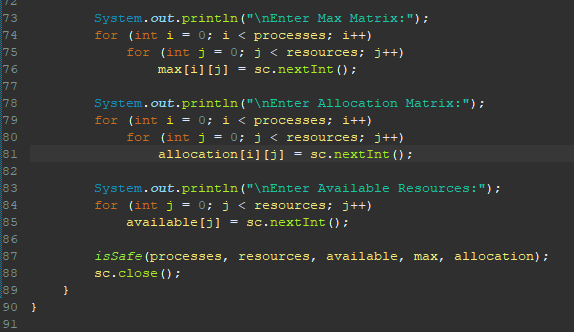 72
73        System.out.println("\nEnter Max Matrix:");
74        for (int i = 0; i < processes; i++)
75            for (int j = 0; j < resources; j++)
76                max[i][j] = sc.nextInt();
77
78        System.out.println("\nEnter Allocation Matrix:");
79        for (int i = 0; i < processes; i++)
80            for (int j = 0; j < resources; j++)
81                allocation[i][j] = sc.nextInt();
82
83        System.out.println("\nEnter Available Resources:");
84        for (int j = 0; j < resources; j++)
85            available[j] = sc.nextInt();
86
87        isSafe(processes, resources, available, max, allocation);
88        sc.close();
89    }
90 }
91